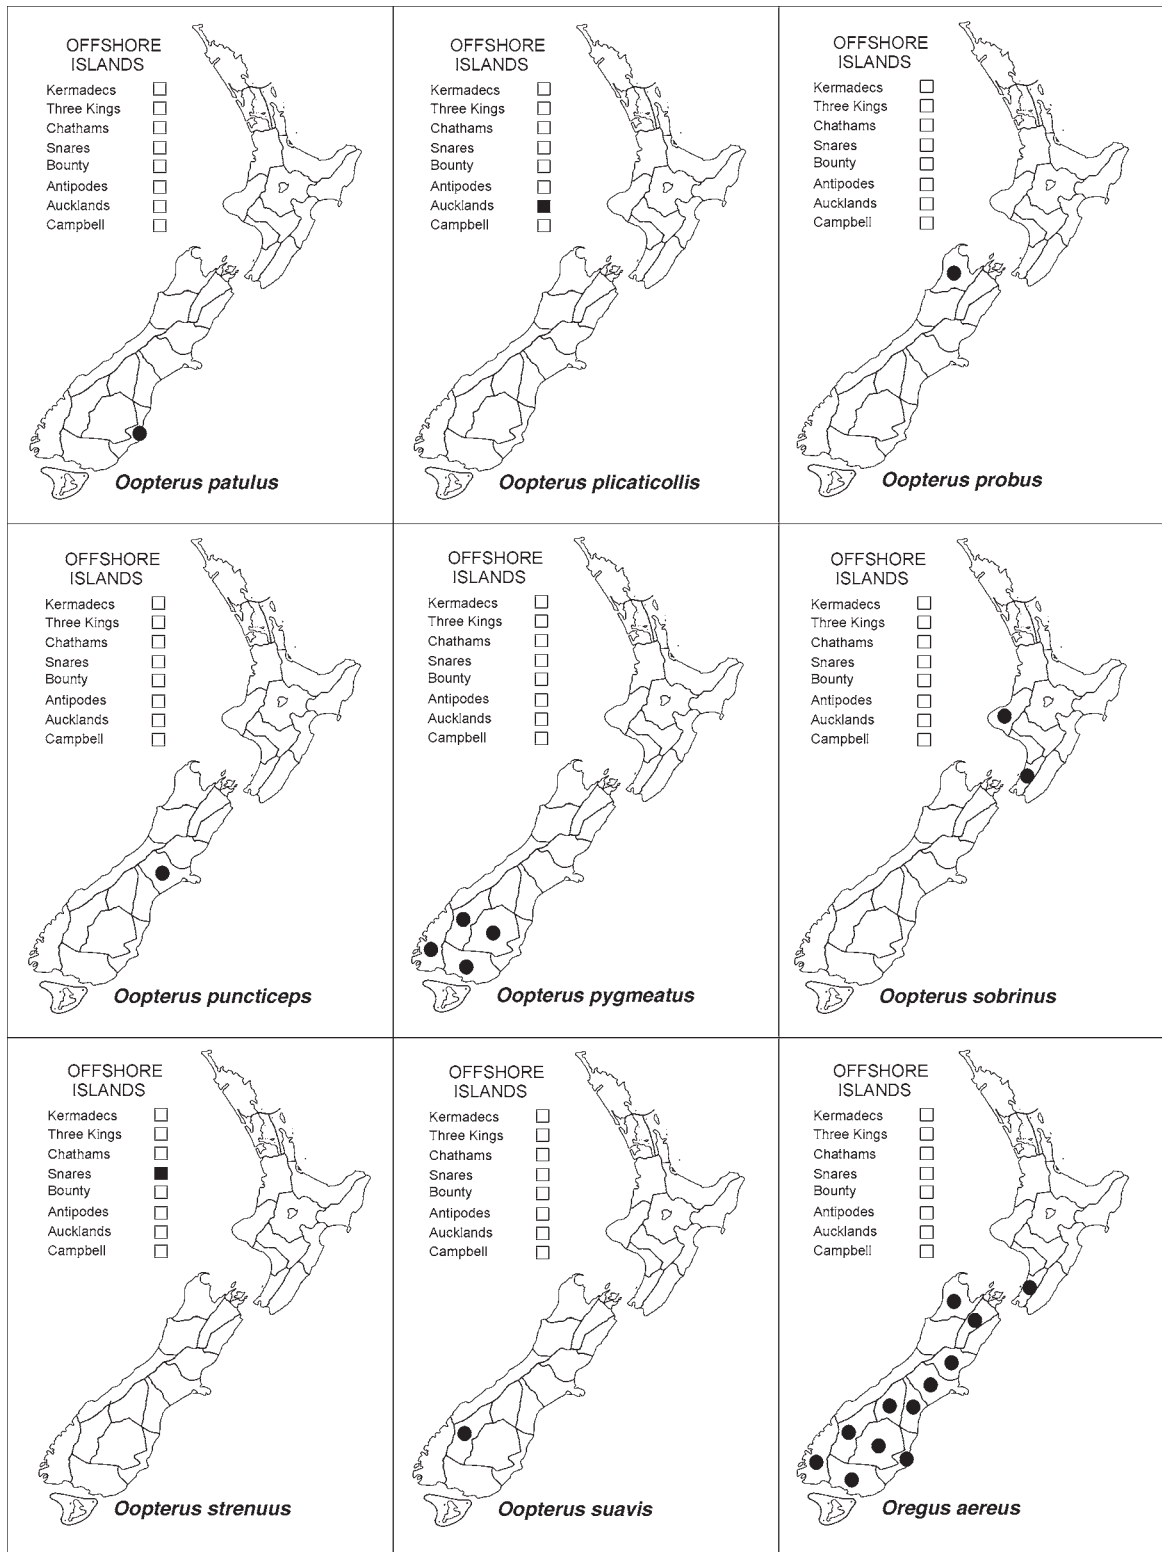 OFFSHORE
ISLANDS
Kermadecs
Three Kings
Chathams
Snares
Bounty
Antipodes
Aucklands
Campbell
Oopterus patulus
OFFSHORE
ISLANDS
Kermadecs
Three Kings
Chathams
Snares
Bounty
Antipodes
Aucklands
Campbell
Oopterus plicaticollis
OFFSHORE
ISLANDS
Kermadecs
Three Kings
Chathams
Snares
Bounty
Antipodes
Aucklands
Campbell
Oopterus probus
OFFSHORE
ISLANDS
Kermadecs
Three Kings
Chathams
Snares
Bounty
Antipodes
Aucklands
Campbell
Oopterus puncticeps
OFFSHORE
ISLANDS
Kermadecs
Three Kings
Chathams
Snares
Bounty
Antipodes
Aucklands
Campbell
Oopterus pygmeatus
OFFSHORE
ISLANDS
Kermadecs
Three Kings
Chathams
Snares
Bounty
Antipodes
Aucklands
Campbell
Oopterus sobrinus
OFFSHORE
ISLANDS
Kermadecs
Three Kings
Chathams
Snares
Bounty
Antipodes
Aucklands
Campbell
Oopterus strenuus
OFFSHORE
ISLANDS
Kermadecs
Three Kings
Chathams
Snares
Bounty
Antipodes
Aucklands
Campbell
Oopterus suavis
OFFSHORE
ISLANDS
Kermadecs
Three Kings
Chathams
Snares
Bounty
Antipodes
Aucklands
Campbell
Oregus aereus